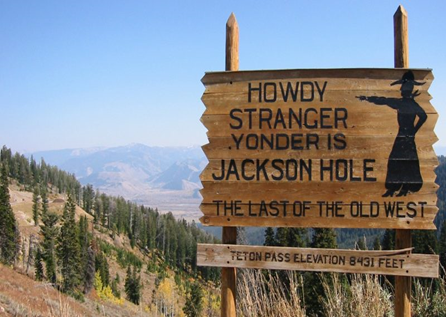 HOWDY
STRANGER
YONDER IS
JACKSON HOLE
THE LAST OF THE OLD WEST
TETON PASS ELEVATION 8431 FEET